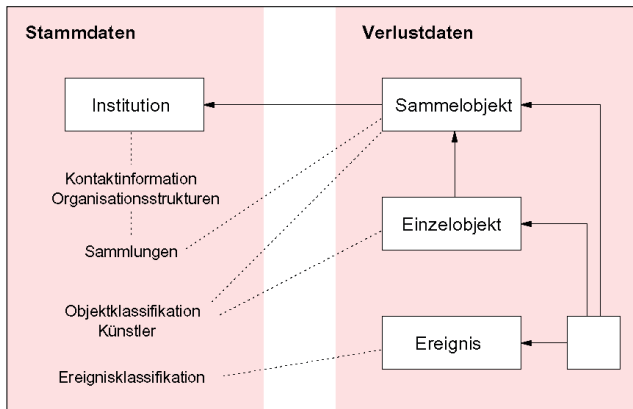 Stammdaten
Verlustdaten
Institution
Sammelobjekt
Kontaktinformation
Organisationsstrukturen
Einzelobjekt
Sammlungen
Objektklassifikation
Künstler
Ereignis
Ereignisklassifikation